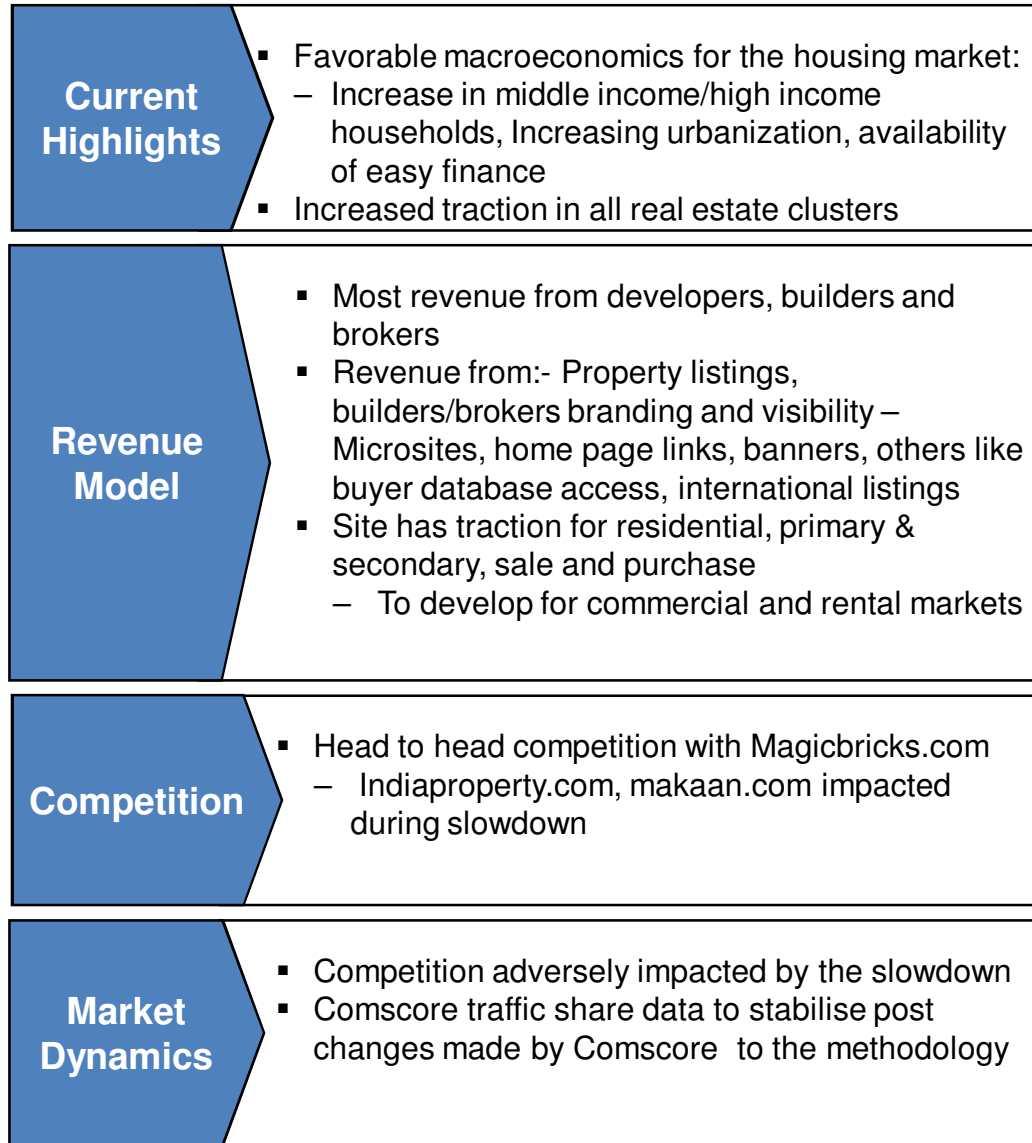 Current
Highlights
▪ Favorable macroeconomics for the housing market:
– Increase in middle income/high income
households, Increasing urbanization, availability
of easy finance
▪ Increased traction in all real estate clusters
Revenue
Model
▪ Most revenue from developers, builders and
brokers
▪ Revenue from:- Property listings,
builders/brokers branding and visibility –
Microsites, home page links, banners, others like
buyer database access, international listings
▪ Site has traction for residential, primary &
secondary, sale and purchase
– To develop for commercial and rental markets
Competition
▪ Head to head competition with Magicbricks.com
– Indiaproperty.com, makaan.com impacted
during slowdown
Market
Dynamics
▪ Competition adversely impacted by the slowdown
▪ Comscore traffic share data to stabilise post
changes made by Comscore to the methodology